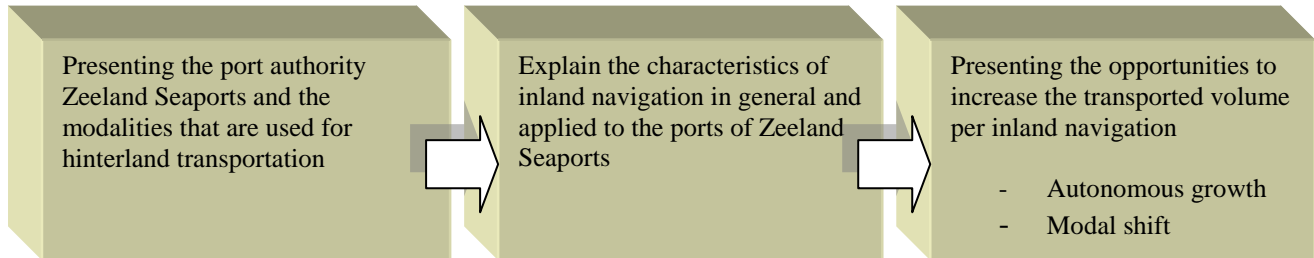 Presenting the port authority
Zeeland Seaports and the
modalities that are used for
hinterland transportation
Explain the characteristics of
inland navigation in general and
applied to the ports of Zeeland
Seaports
Presenting the opportunities to
increase the transported volume
per inland navigation
- Autonomous growth
- Modal shift